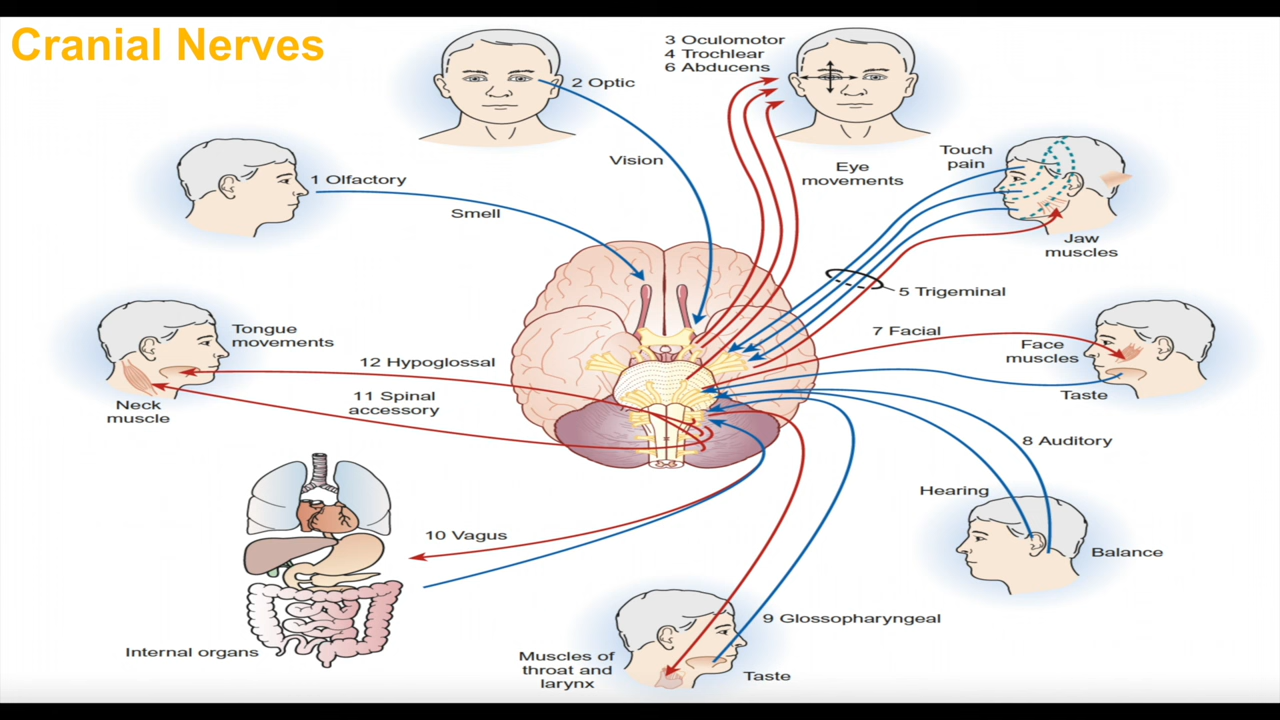 Cranial Nerves
2 Optic
Vision
3 Oculomotor
4 Trochlear
6 Abducens
Eye
movements
1 Olfactory
Smell
Touch
pain
Jaw
muscles
5 Trigeminal
7 Facial
Face
muscles
Taste
Tongue
movements
12 Hypoglossal
11 Spinal
accessory
Neck
muscle
8 Auditory
Hearing
Balance
10 Vagus
Internal organs
9 Glossopharyngeal
Muscles of
throat and
larynx
Taste